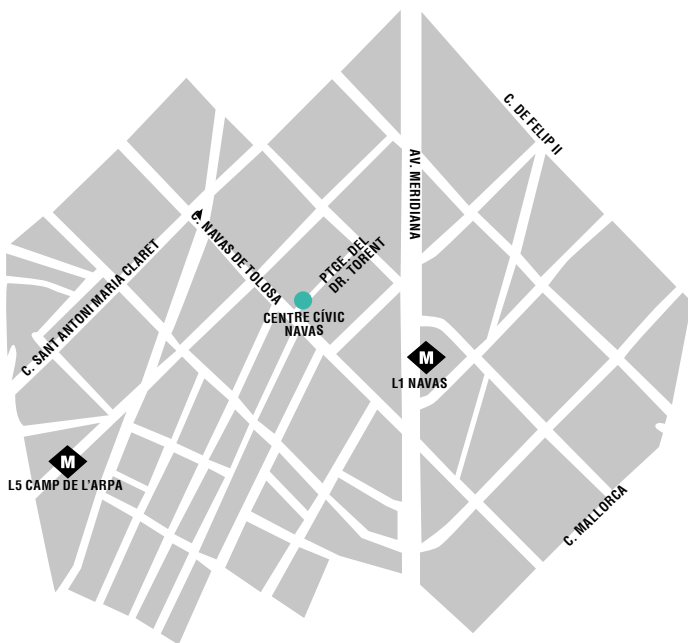 C. DE FELIP II
AV. MERIDIANA
C. NAVAS DE TOLOSA
PTGE. DEL
DR. TORENT
C. SANT ANTONI MARIA CLARET
CENTRE CÍVIC
NAVAS
M
L1 NAVAS
M
L5 CAMP DE L'ARPA
C. MALLORCA